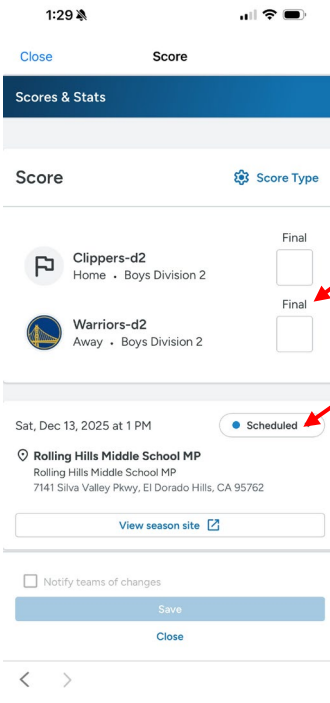 1:29
Close Score
Scores & Stats
Score Score Type
Final
Clippers-d2
Home • Boys Division 2
Final
Warriors-d2
Away • Boys Division 2
Sat, Dec 13, 2025 at 1 PM Scheduled
Rolling Hills Middle School MP
Rolling Hills Middle School MP
7141 Silva Valley Pkwy, El Dorado Hills, CA 95762
View season site
Notify teams of changes
Save
Close